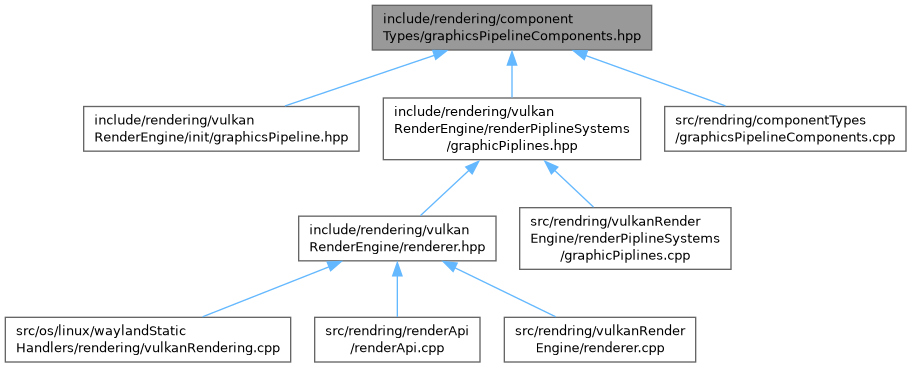 include/rendering/component
Types/graphicsPipelineComponents.hpp
include/rendering/vulkan
RenderEngine/init/graphicsPipeline.hpp
include/rendering/vulkan
RenderEngine/renderPiplineSystems
/graphicPiplines.hpp
src/rendring/componentTypes
/graphicsPipelineComponents.cpp
include/rendering/vulkan
RenderEngine/renderer.hpp
src/rendring/vulkanRender
Engine/renderPiplineSystems
/graphicPiplines.cpp
src/os/linux/waylandStatic
Handlers/rendering/vulkanRendering.cpp
src/rendring/renderApi
/renderApi.cpp
src/rendring/vulkanRender
Engine/renderer.cpp